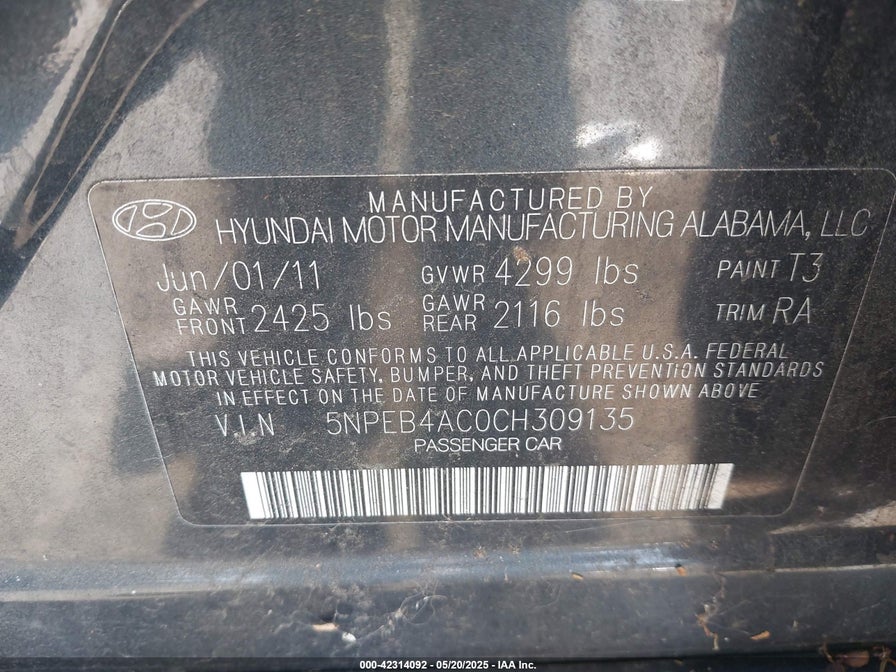 MANUFACTURED BY
HYUNDAI MOTOR MANUFACTURING ALABAMA, LLC
Jun/01/11 GVWR 4299 lbs PAINT T3
GAWR FRONT 2425 lbs GAWR REAR 2116 lbs TRIM RA
THIS VEHICLE CONFORMS TO ALL APPLICABLE U.S.A. FEDERAL
MOTOR VEHICLE SAFETY, BUMPER, AND THEFT PREVENTION STANDARDS
IN EFFECT ON THE DATE OF MANUFACTURE SHOWN ABOVE
V.I.N 5NPEB4AC0CH309135
PASSENGER CAR
000-42314092 - 05/20/2025 - IAA Inc.